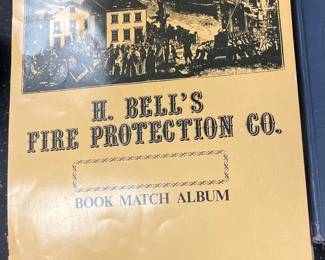 H. BELL'S
FIRE PROTECTION CO.
BOOK MATCH ALBUM